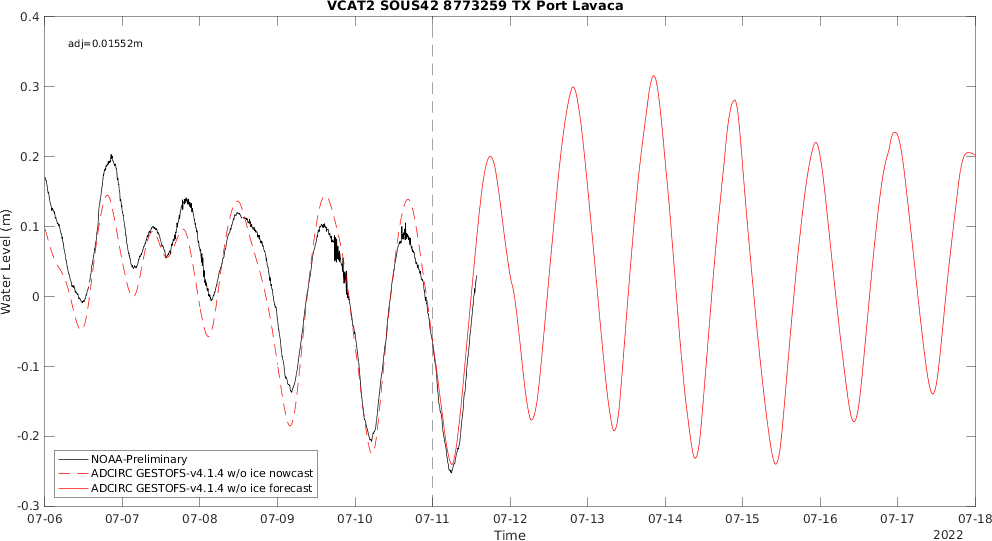 VCAT2 SOUS42 8773259 TX Port Lavaca
adj=0.01552m
Water Level (m)
0.4
0.3
0.2
0.1
0
-0.1
-0.2
-0.3
NOAA-Preliminary
ADCIRC GESTOFS-v4.1.4 w/o ice nowcast
ADCIRC GESTOFS-v4.1.4 w/o ice forecast
07-06 07-07 07-08 07-09 07-10 07-11 07-12 07-13 07-14 07-15 07-16 07-17 07-18
Time
2022